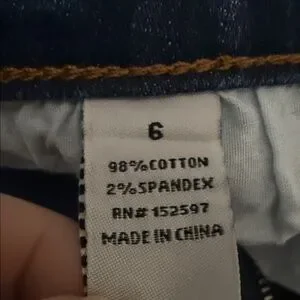 6
98%COTTON
2%SPANDEX
RN# 152597
MADE IN CHINA